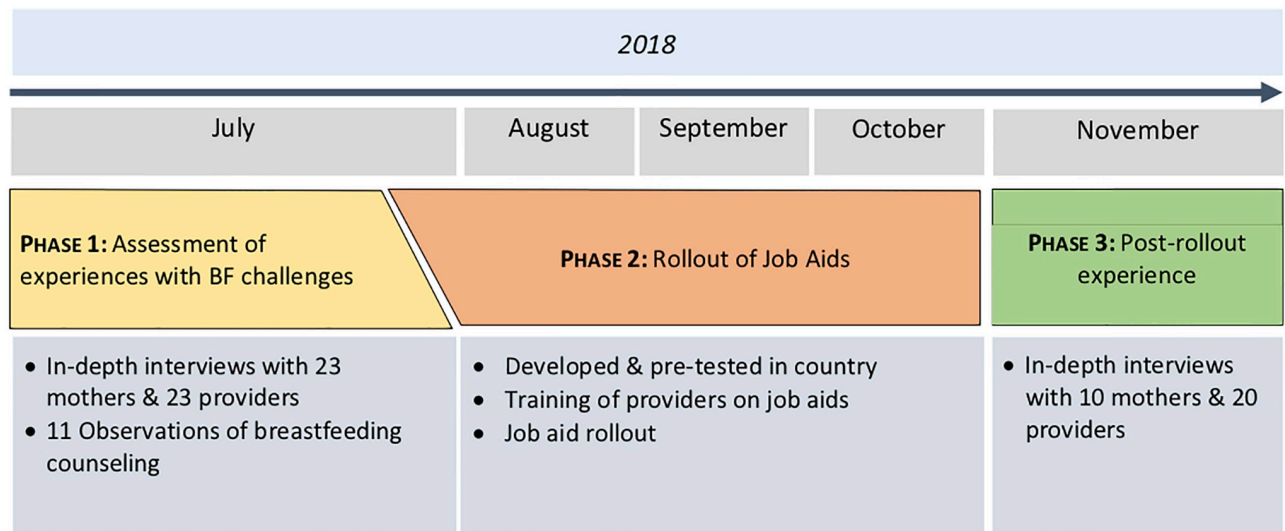 2018
July
August
September
October
November
PHASE 1: Assessment of
experiences with BF challenges
PHASE 2: Rollout of Job Aids
PHASE 3: Post-rollout
experience
• In-depth interviews with 23
mothers & 23 providers
• 11 Observations of breastfeeding
counseling
• Developed & pre-tested in country
• Training of providers on job aids
• Job aid rollout
• In-depth interviews
with 10 mothers & 20
providers